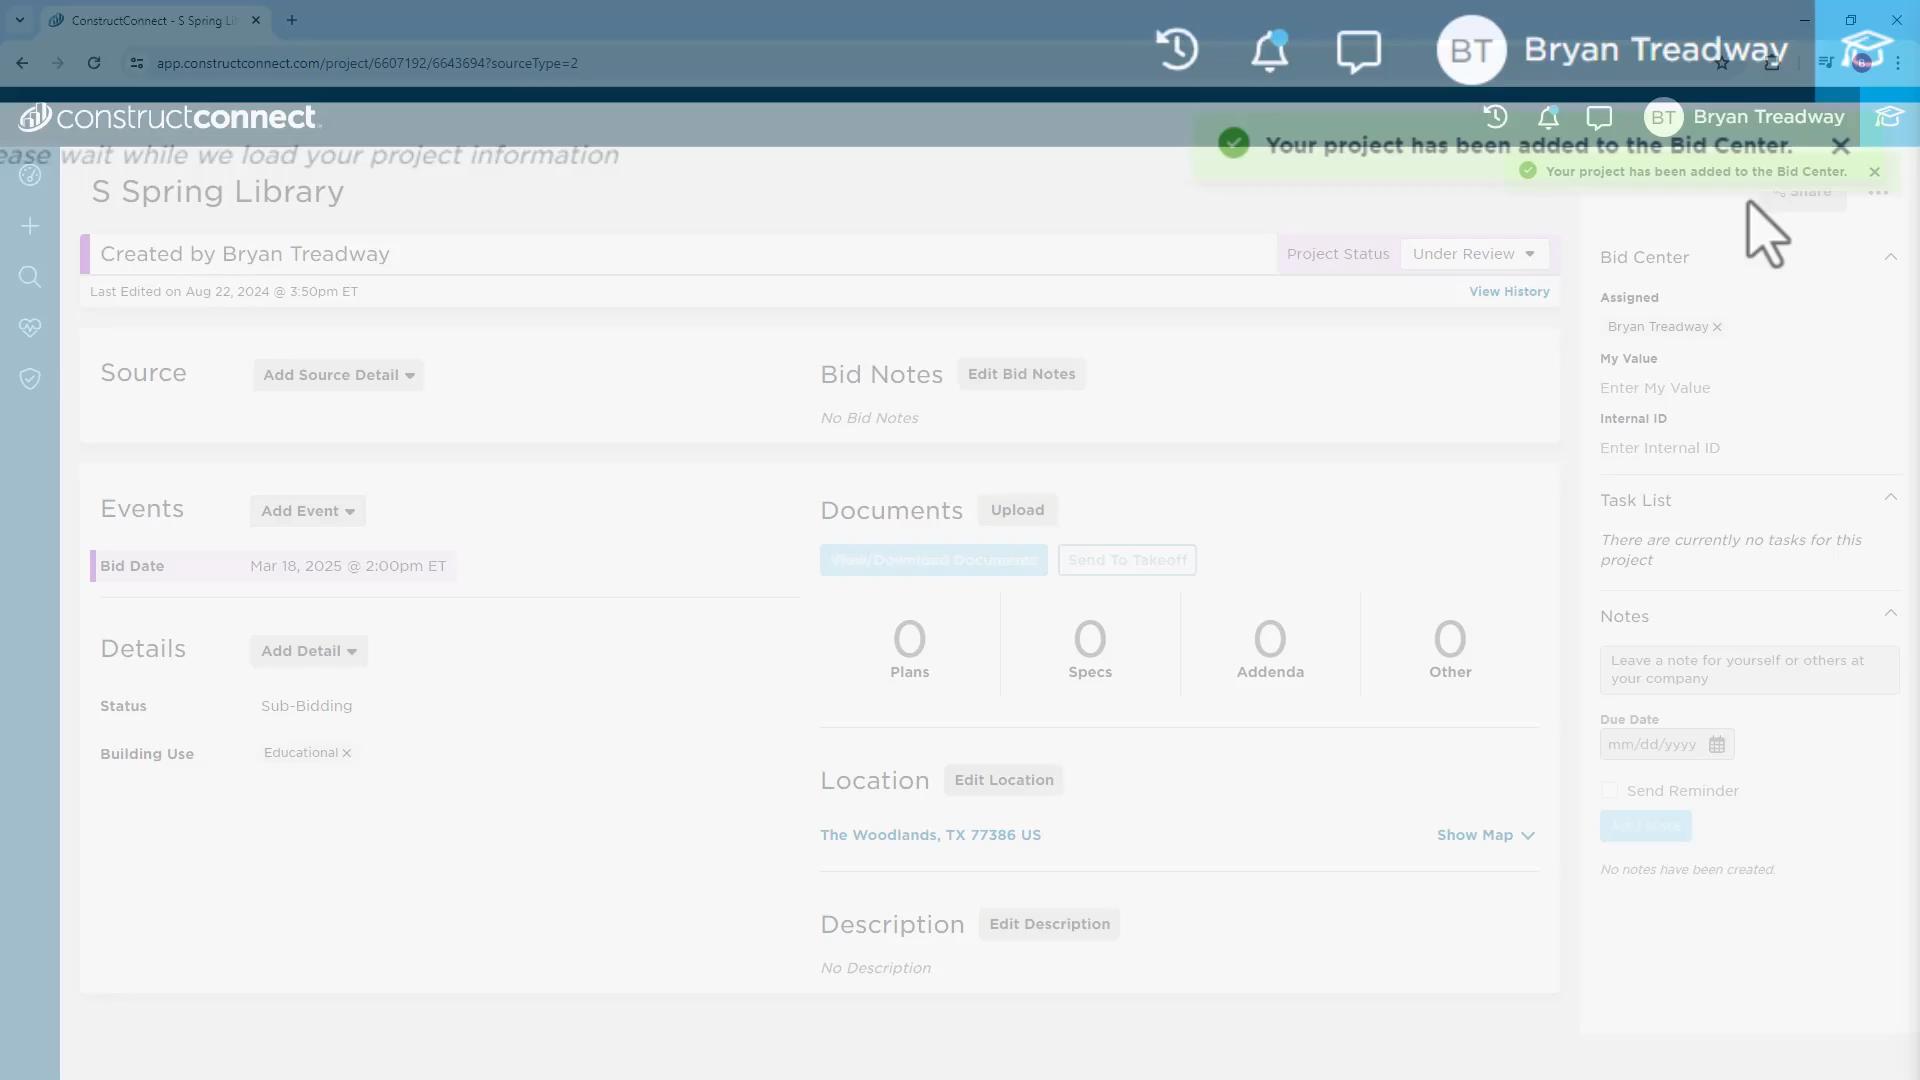 ConstructConnect - S Spring Li
BT Bryan Treadway
app.constructconnect.com/project/6607192/6643694?sourceType=2
B
constructconnect
BT Bryan Treadway
ease wait while we load your project information
Your project has been added to the Bid Center.
Your project has been added to the Bid Center.
S Spring Library
Share
Created by Bryan Treadway
Project Status
Under Review
Last Edited on Aug 22, 2024 @ 3:50pm ET
View History
Source
Add Source Detail
Bid Notes
Edit Bid Notes
No Bid Notes
Events
Add Event
Bid Date
Mar 18, 2025 @ 2:00pm ET
Details
Add Detail
Status
Sub-Bidding
Building Use
Educational
Documents
Upload
View/Download Documents
Send To Takeoff
0 0 0 0
Plans Specs Addenda Other
Location
Edit Location
The Woodlands, TX 77386 US
Show Map
Description
Edit Description
No Description
Bid Center
Assigned
Bryan Treadway
My Value
Enter My Value
Internal ID
Enter Internal ID
Task List
There are currently no tasks for this
project
Notes
Leave a note for yourself or others at
your company
Due Date
mm/dd/yyyy
Send Reminder
No notes have been created.